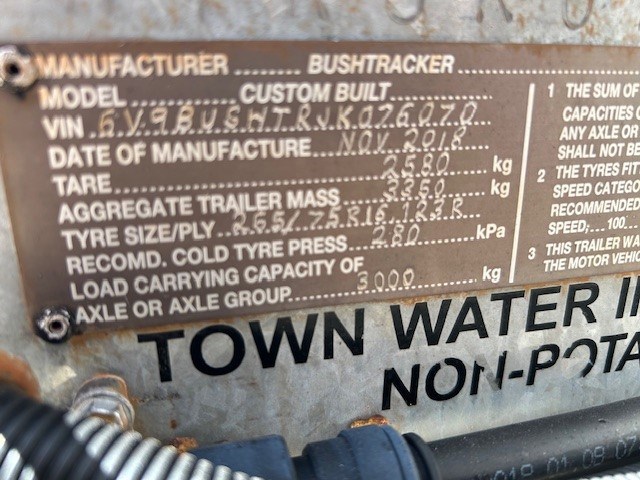 MANUFACTURER BUSHTRACKER
MODEL CUSTOM BUILT
VIN 6V9BUSHTRJK076070
DATE OF MANUFACTURE NOV 2018
TARE 2580 kg
AGGREGATE TRAILER MASS 3350 kg
TYRE SIZE/PLY 265/75R16 123R
RECOMD. COLD TYRE PRESS 280 kPa
LOAD CARRYING CAPACITY OF
AXLE OR AXLE GROUP 3000 kg
1 THE SUM OF
CAPACITIES O
ANY AXLE OR
SHALL NOT BE
2 THE TYRES FIT
SPEED CATEGO
RECOMMENDED
SPEED, 100
3 THIS TRAILER WA
THE MOTOR VEHIC
TOWN WATER I
NON-POTA